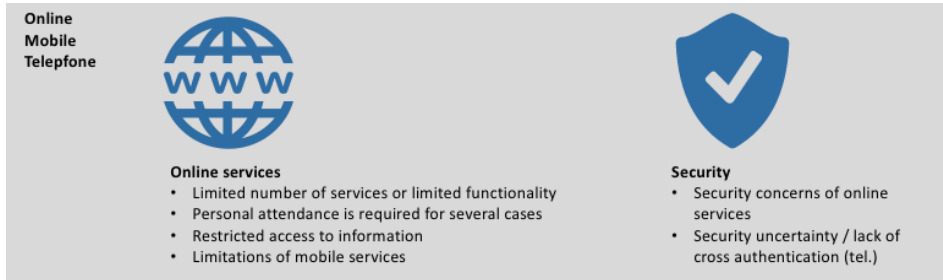 Online
Mobile
Telepfone
WWW
Online services
• Limited number of services or limited functionality
• Personal attendance is required for several cases
• Restricted access to information
• Limitations of mobile services
Security
• Security concerns of online
services
• Security uncertainty / lack of
cross authentication (tel.)